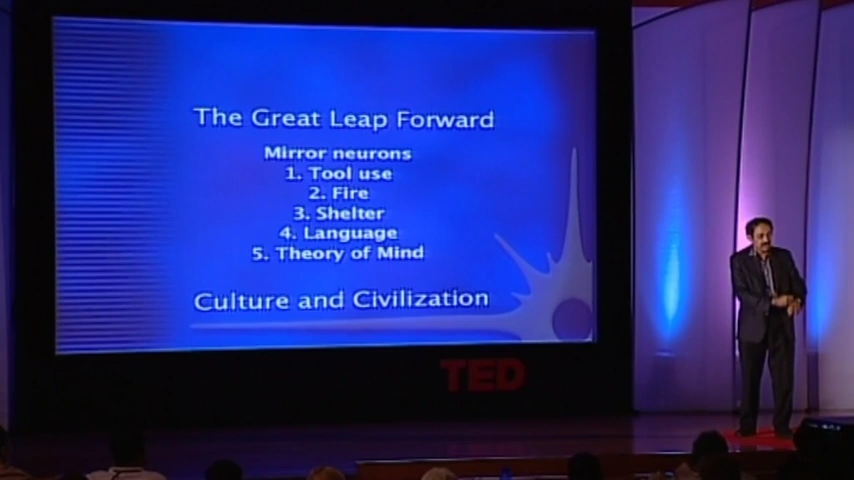 The Great Leap Forward
Mirror neurons
1. Tool use
2. Fire
3. Shelter
4. Language
5. Theory of Mind
Culture and Civilization
TED